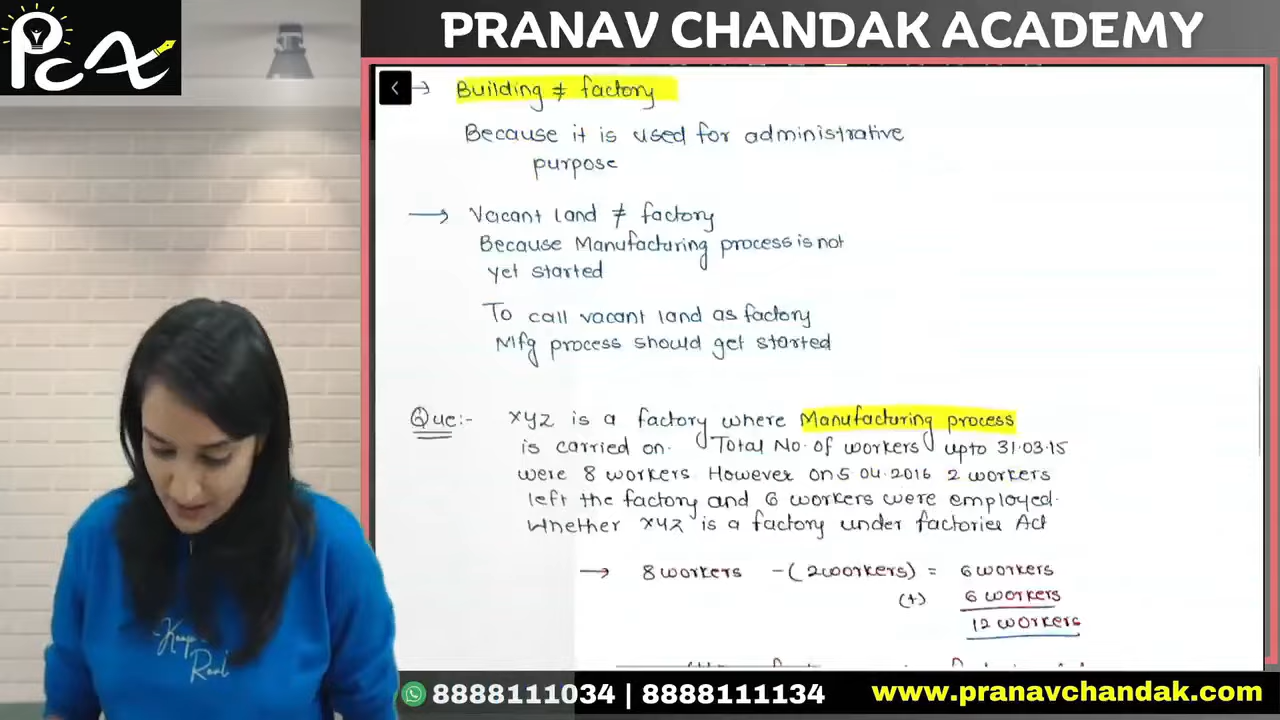 PCA
PRANAV CHANDAK ACADEMY
< → Building ≠ factory
Because it is used for administrative
purpose
→ Vacant land ≠ factory
Because Manufacturing process is not
yet started
To call vacant land as factory
Mfg process should get started
Que:- XYZ is a factory where Manufacturing process
is carried on. Total No. of workers upto 31.03.15
were 8 workers However on 5 04.2016 2 workers
left the factory and 6 workers were employed.
Whether XYZ is a factory under factories Act
→ 8 workers -(2 workers) = 6 workers
(+) 6 workers
12 workers
Keep
Real
8888111034 | 8888111134
www.pranavchandak.com